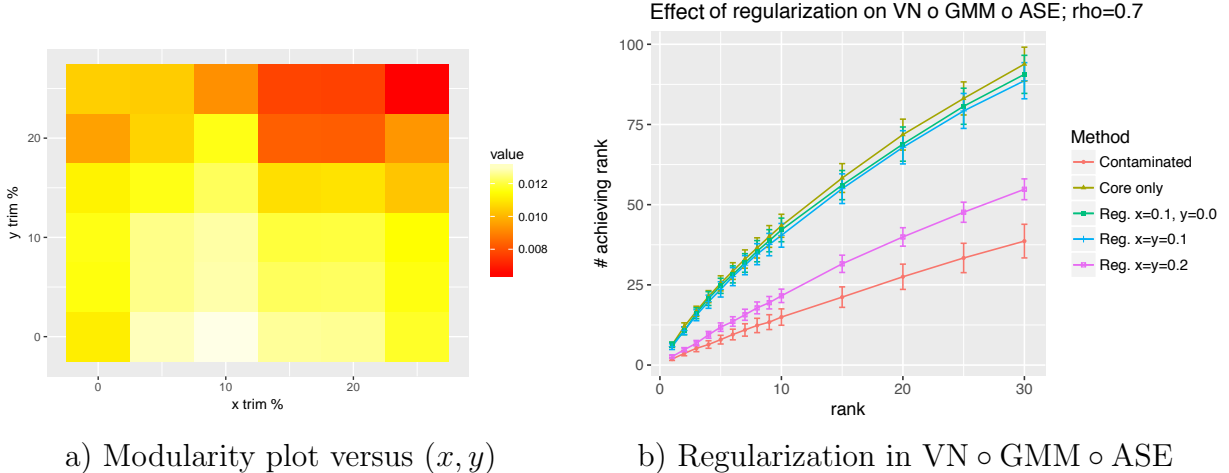 Effect of regularization on VN o GMM o ASE; rho=0.7
20
10
0
y trim %
0
10
20
x trim %
value
0.012
0.010
0.008
100
75
50
25
0
# achieving rank
0
10
20
30
rank
Method
Contaminated
Core only
Reg. x=0.1, y=0.0
Reg. x=y=0.1
Reg. x=y=0.2
a) Modularity plot versus (x, y)
b) Regularization in VN ∘ GMM ∘ ASE